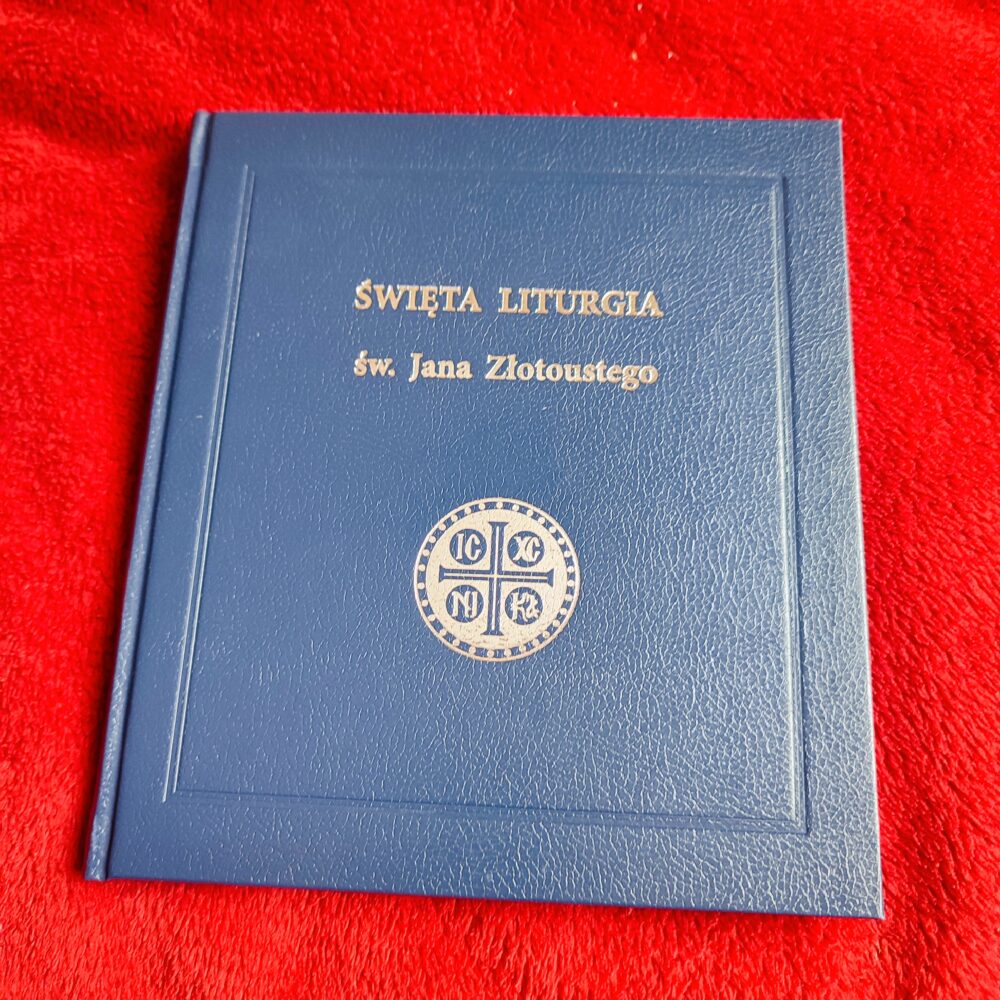 ŚWIĘTA LITURGIA
św. Jana Złotoustego
IC XC
NI KA